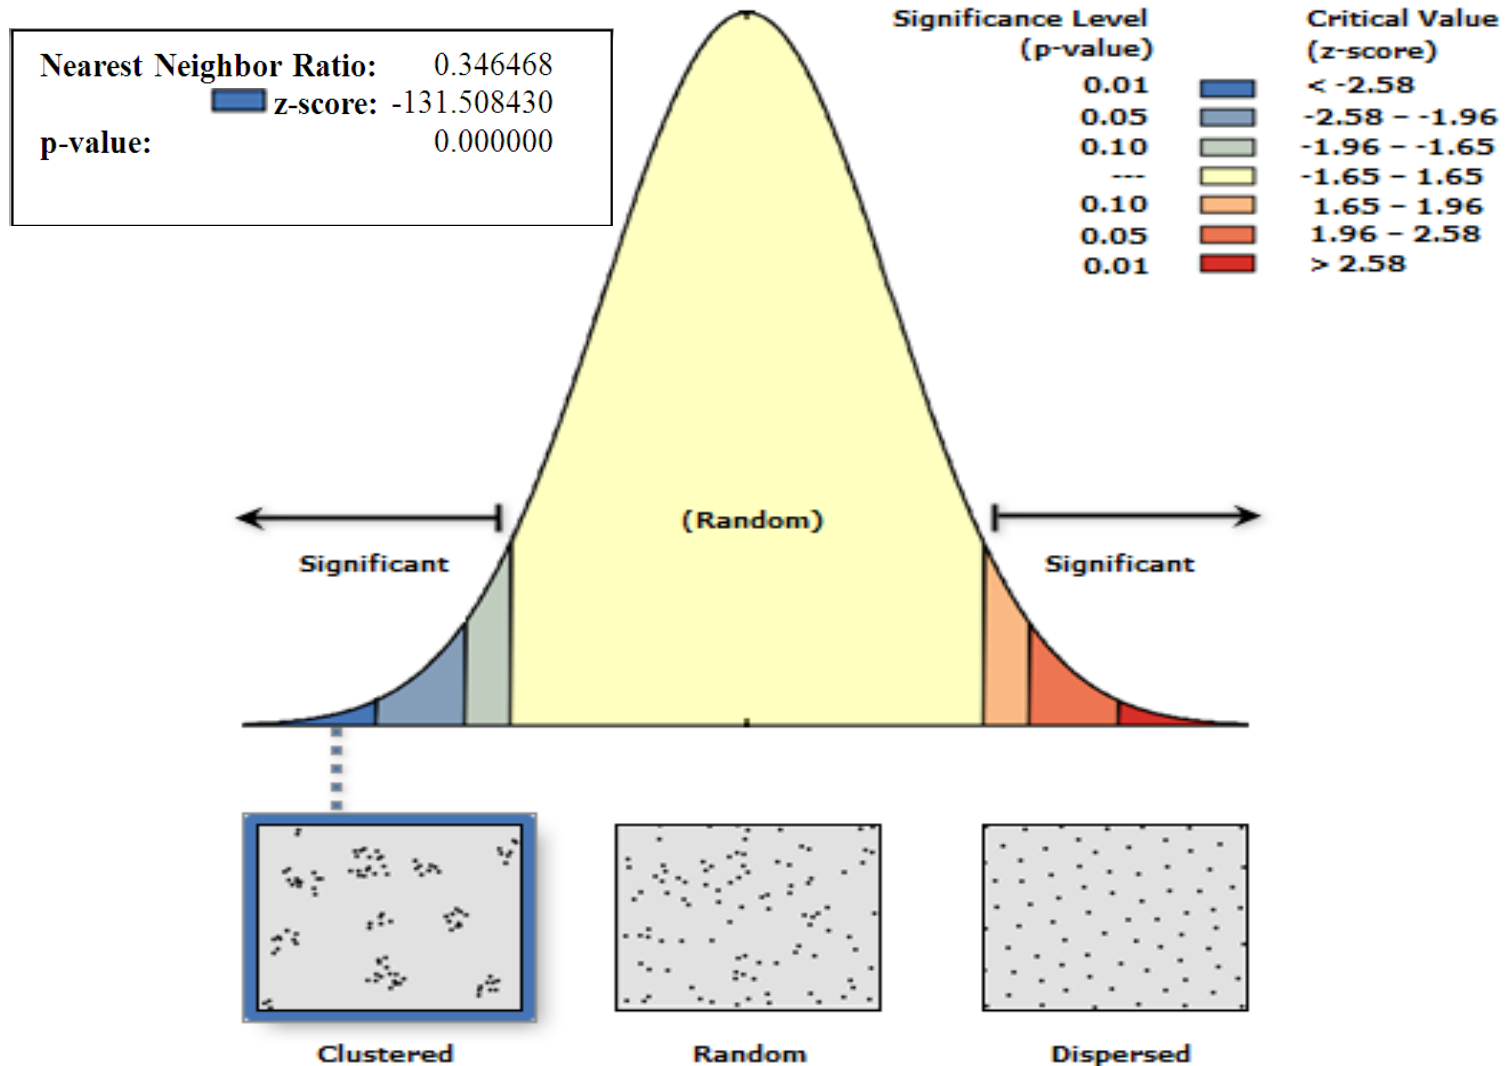 Nearest Neighbor Ratio: 0.346468
z-score: -131.508430
p-value: 0.000000
Significance Level Critical Value
(p-value) (z-score)
0.01 < -2.58
0.05 -2.58 – -1.96
0.10 -1.96 – -1.65
--- -1.65 – 1.65
0.10 1.65 – 1.96
0.05 1.96 – 2.58
0.01 > 2.58
(Random)
Significant Significant
Clustered Random Dispersed